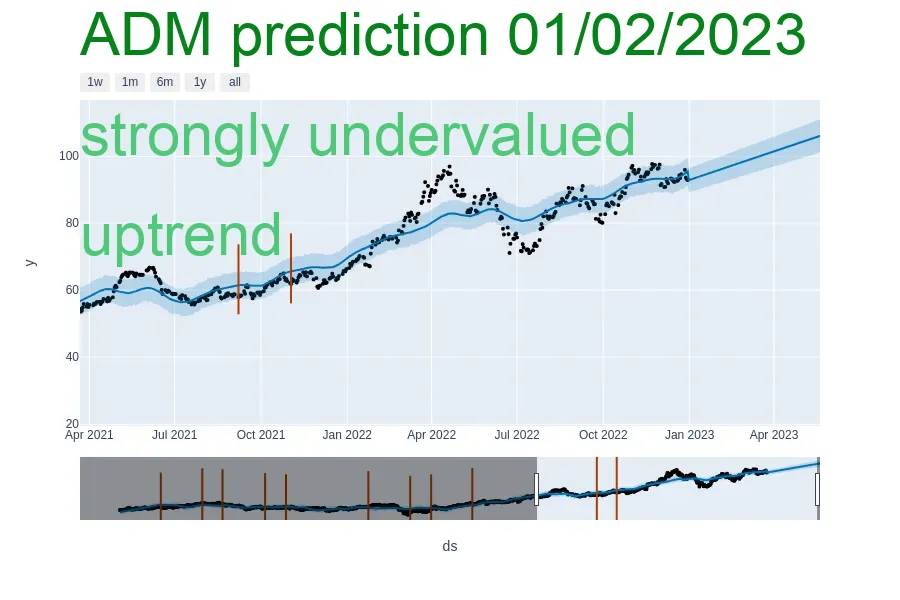 ADM prediction 01/02/2023
1w 1m 6m 1y all
strongly undervalued
100
uptrend
80
y
60
40
20
Apr 2021 Jul 2021 Oct 2021 Jan 2022 Apr 2022 Jul 2022 Oct 2022 Jan 2023 Apr 2023
ds